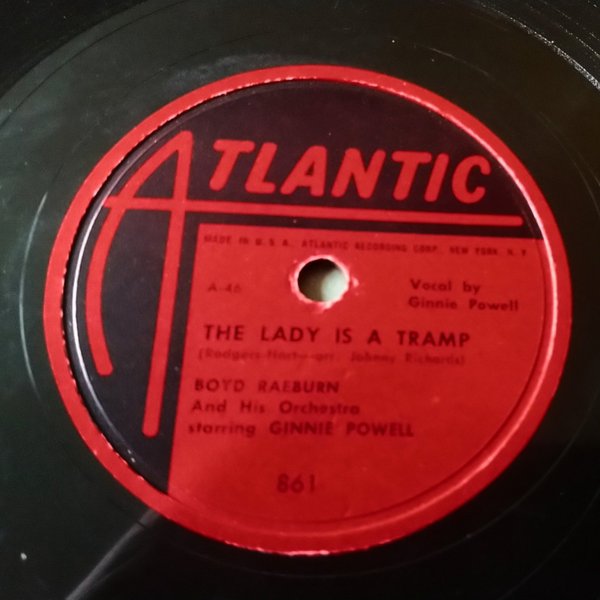 ATLANTIC
MADE IN U.S.A., ATLANTIC RECORDING CORP., NEW YORK, N.Y.
A-46
Vocal by
Ginnie Powell
THE LADY IS A TRAMP
(Rodgers-Hart—arr. Johnny Richards)
BOYD RAEBURN
And His Orchestra
starring GINNIE POWELL
861